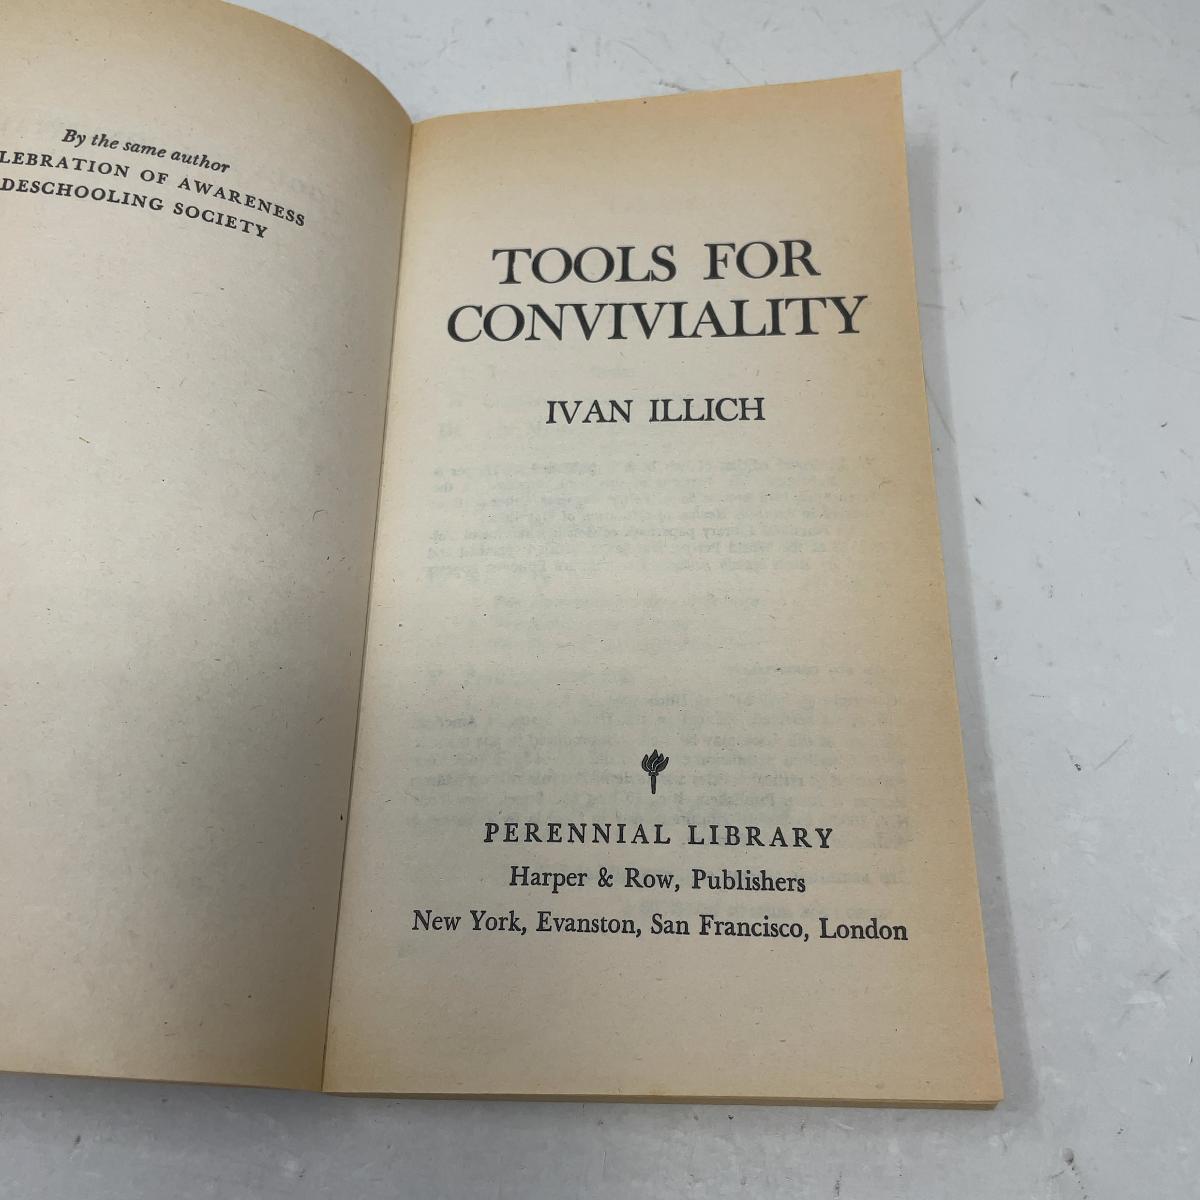 By the same author
LEBRATION OF AWARENESS
DESCHOOLING SOCIETY
TOOLS FOR
CONVIVIALITY
IVAN ILLICH
PERENNIAL LIBRARY
Harper & Row, Publishers
New York, Evanston, San Francisco, London